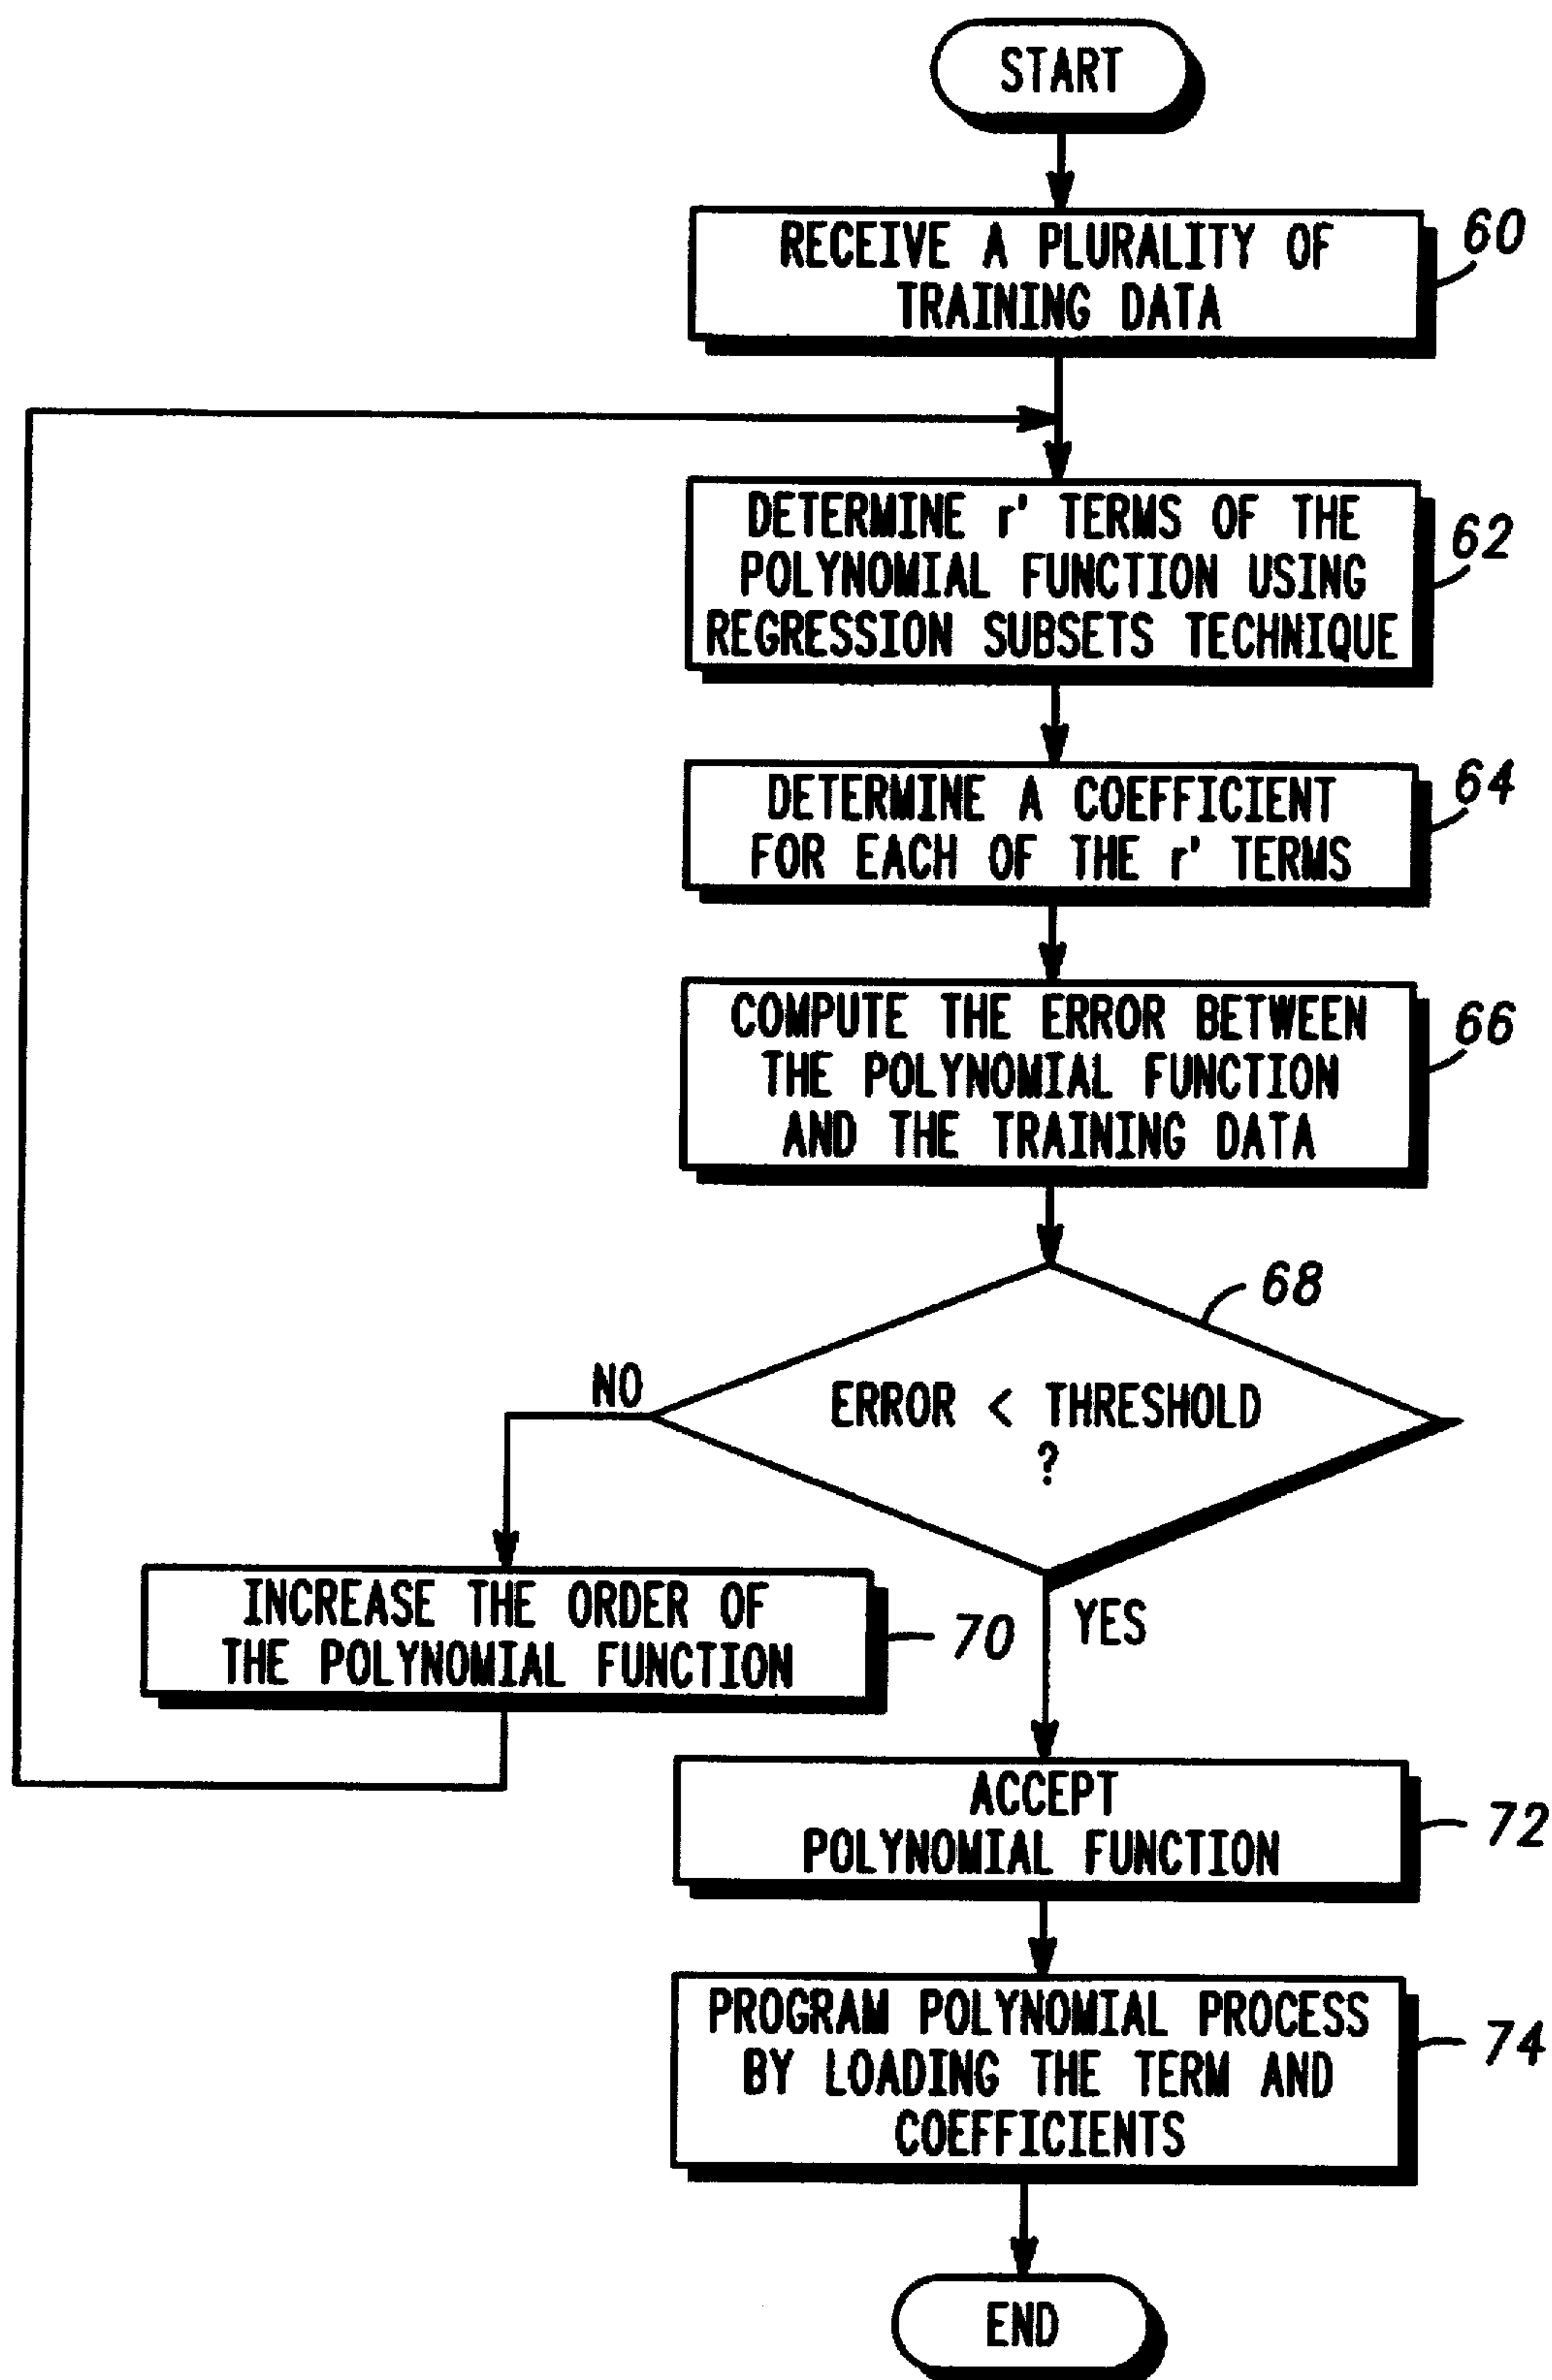 START
RECEIVE A PLURALITY OF
TRAINING DATA
60
DETERMINE r' TERMS OF THE
POLYNOMIAL FUNCTION USING
REGRESSION SUBSETS TECHNIQUE
62
DETERMINE A COEFFICIENT
FOR EACH OF THE r' TERMS
64
COMPUTE THE ERROR BETWEEN
THE POLYNOMIAL FUNCTION
AND THE TRAINING DATA
66
68
ERROR < THRESHOLD
?
NO
YES
INCREASE THE ORDER OF
THE POLYNOMIAL FUNCTION
70
ACCEPT
POLYNOMIAL FUNCTION
72
PROGRAM POLYNOMIAL PROCESS
BY LOADING THE TERM AND
COEFFICIENTS
74
END